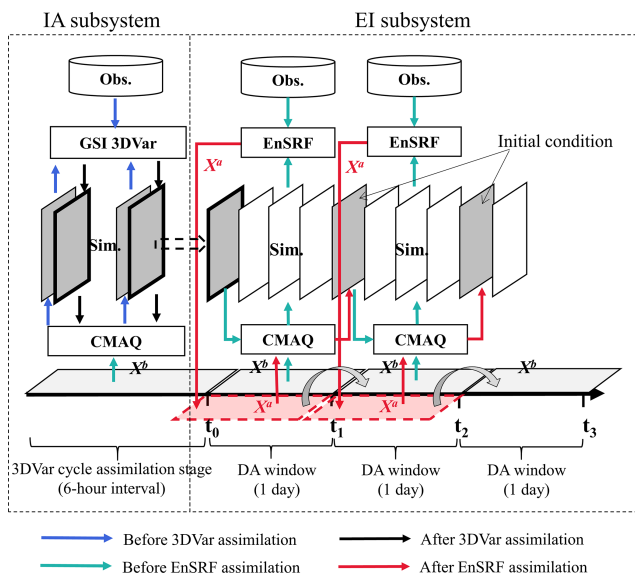 IA subsystem
EI subsystem
Obs.
Obs.
Obs.
GSI 3DVar
EnSRF
EnSRF
X^a
X^a
Initial condition
Sim.
Sim.
Sim.
CMAQ
CMAQ
CMAQ
X^b
X^b
X^b
X^b
X^a
X^a
t0
t1
t2
t3
3DVar cycle assimilation stage
(6-hour interval)
DA window
(1 day)
DA window
(1 day)
DA window
(1 day)
Before 3DVar assimilation
After 3DVar assimilation
Before EnSRF assimilation
After EnSRF assimilation